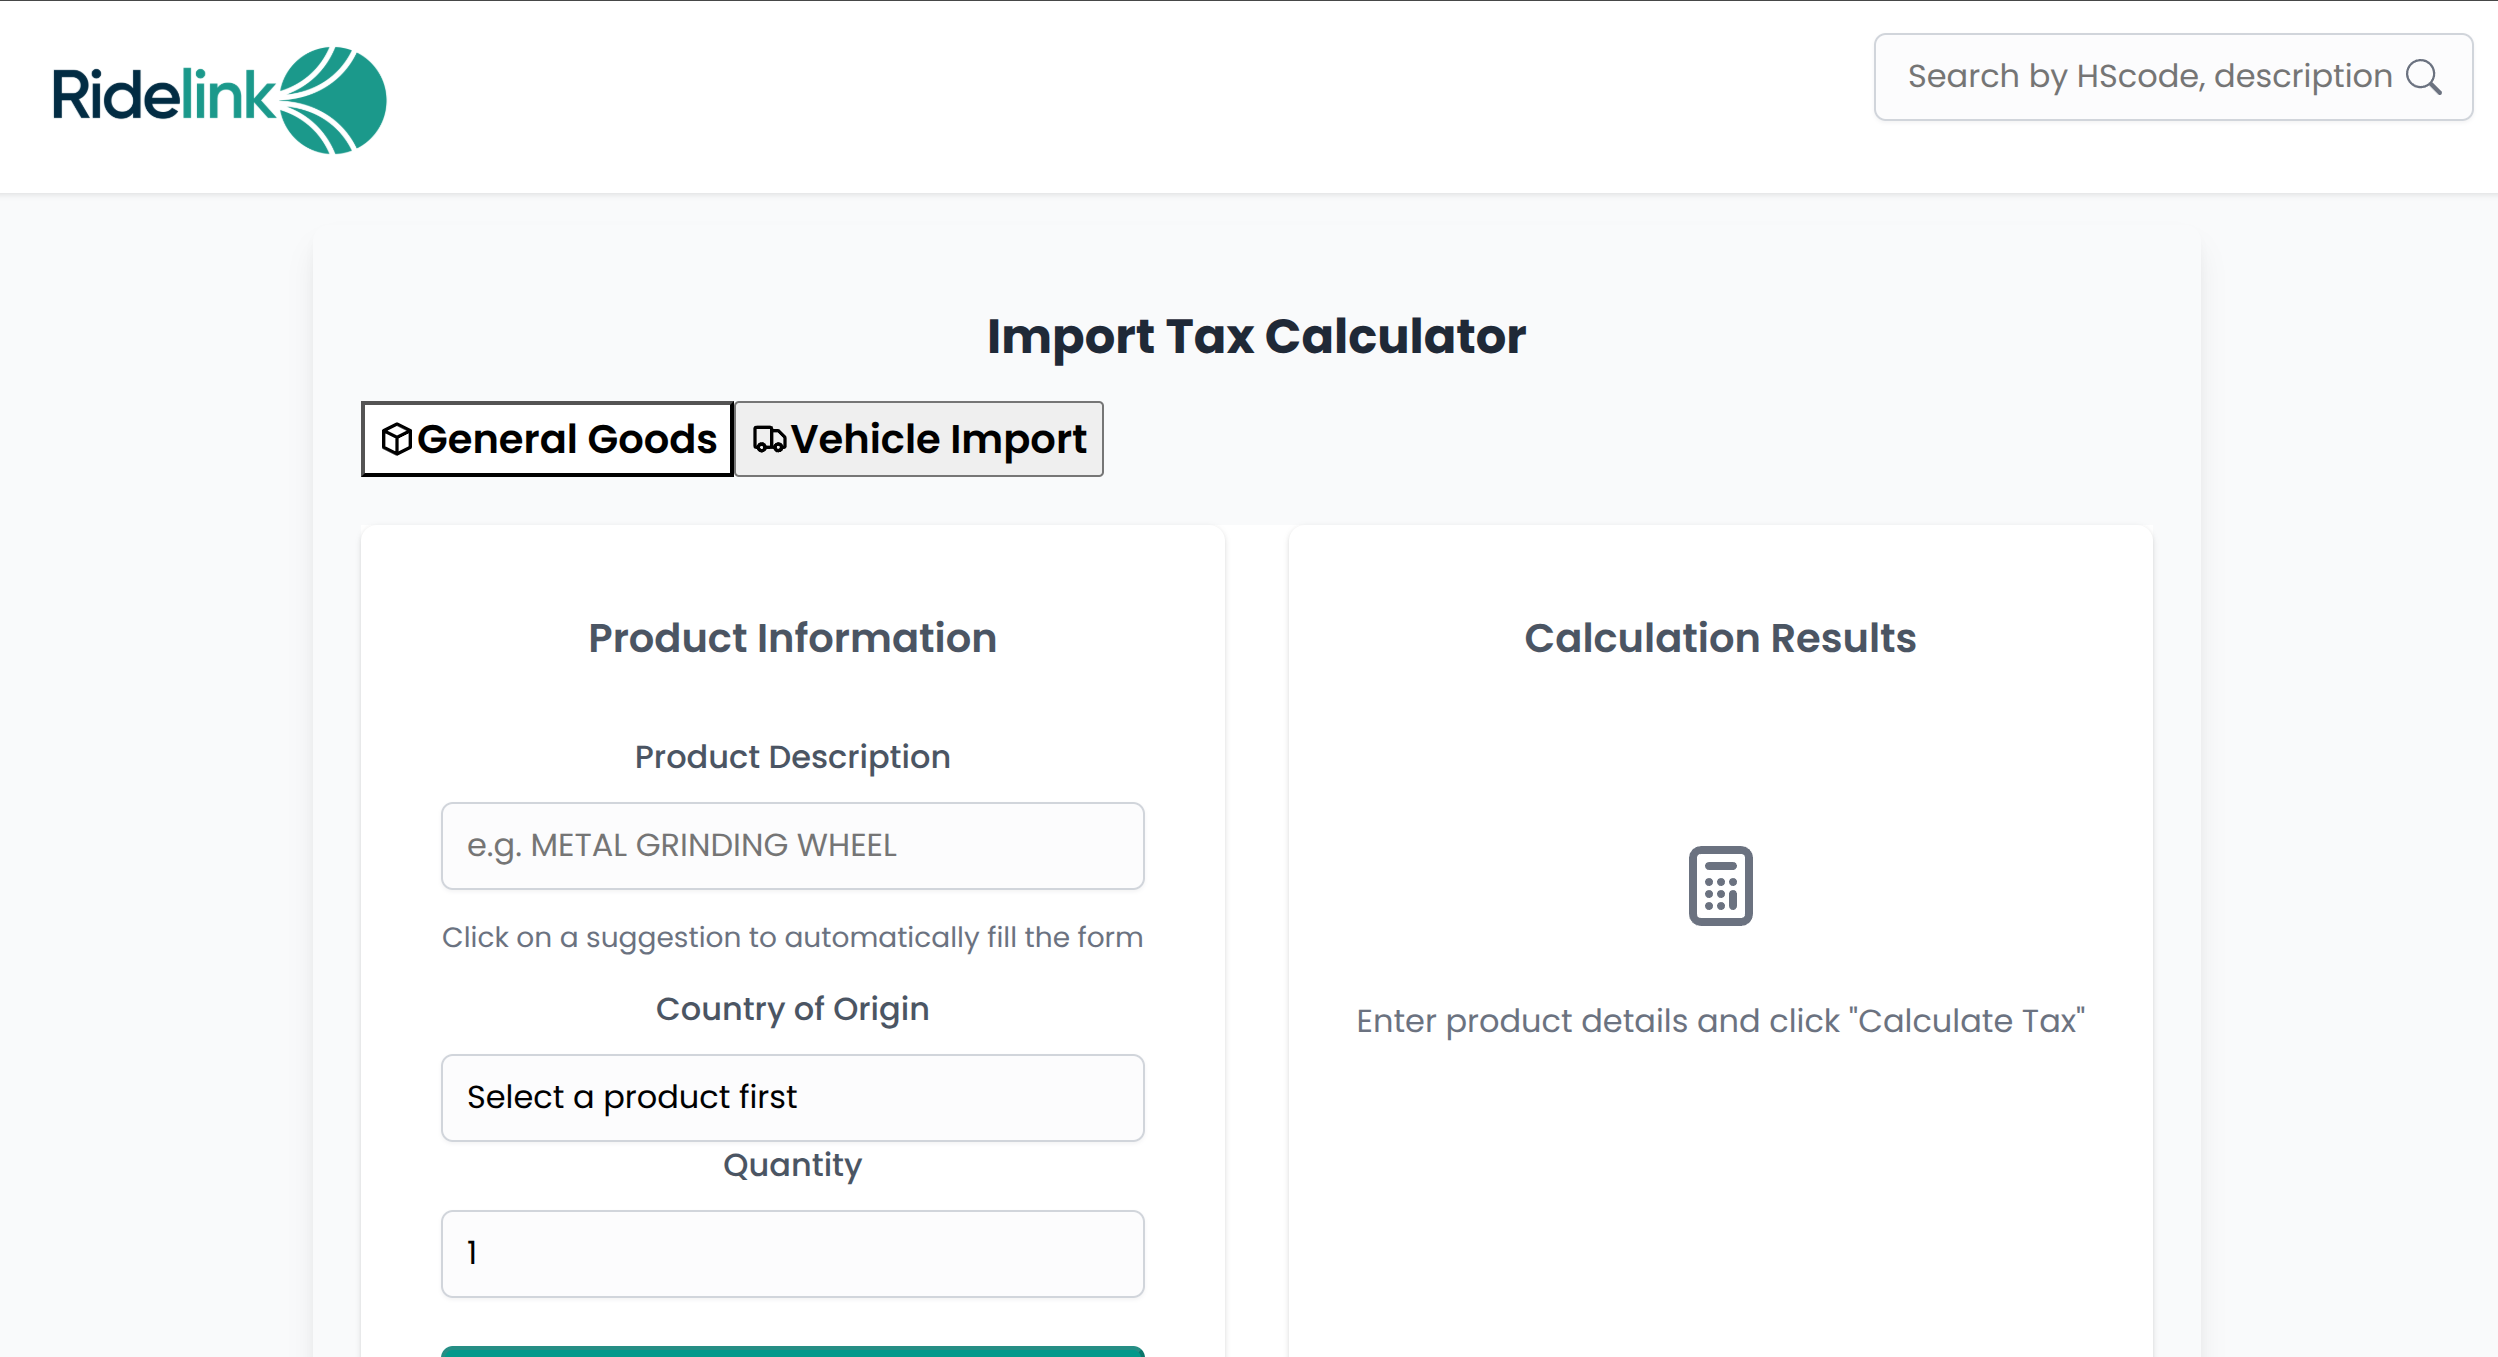 Ridelink
Search by HScode, description
Import Tax Calculator
General Goods
Vehicle Import
Product Information
Product Description
e.g. METAL GRINDING WHEEL
Click on a suggestion to automatically fill the form
Country of Origin
Select a product first
Quantity
1
Calculation Results
Enter product details and click "Calculate Tax"